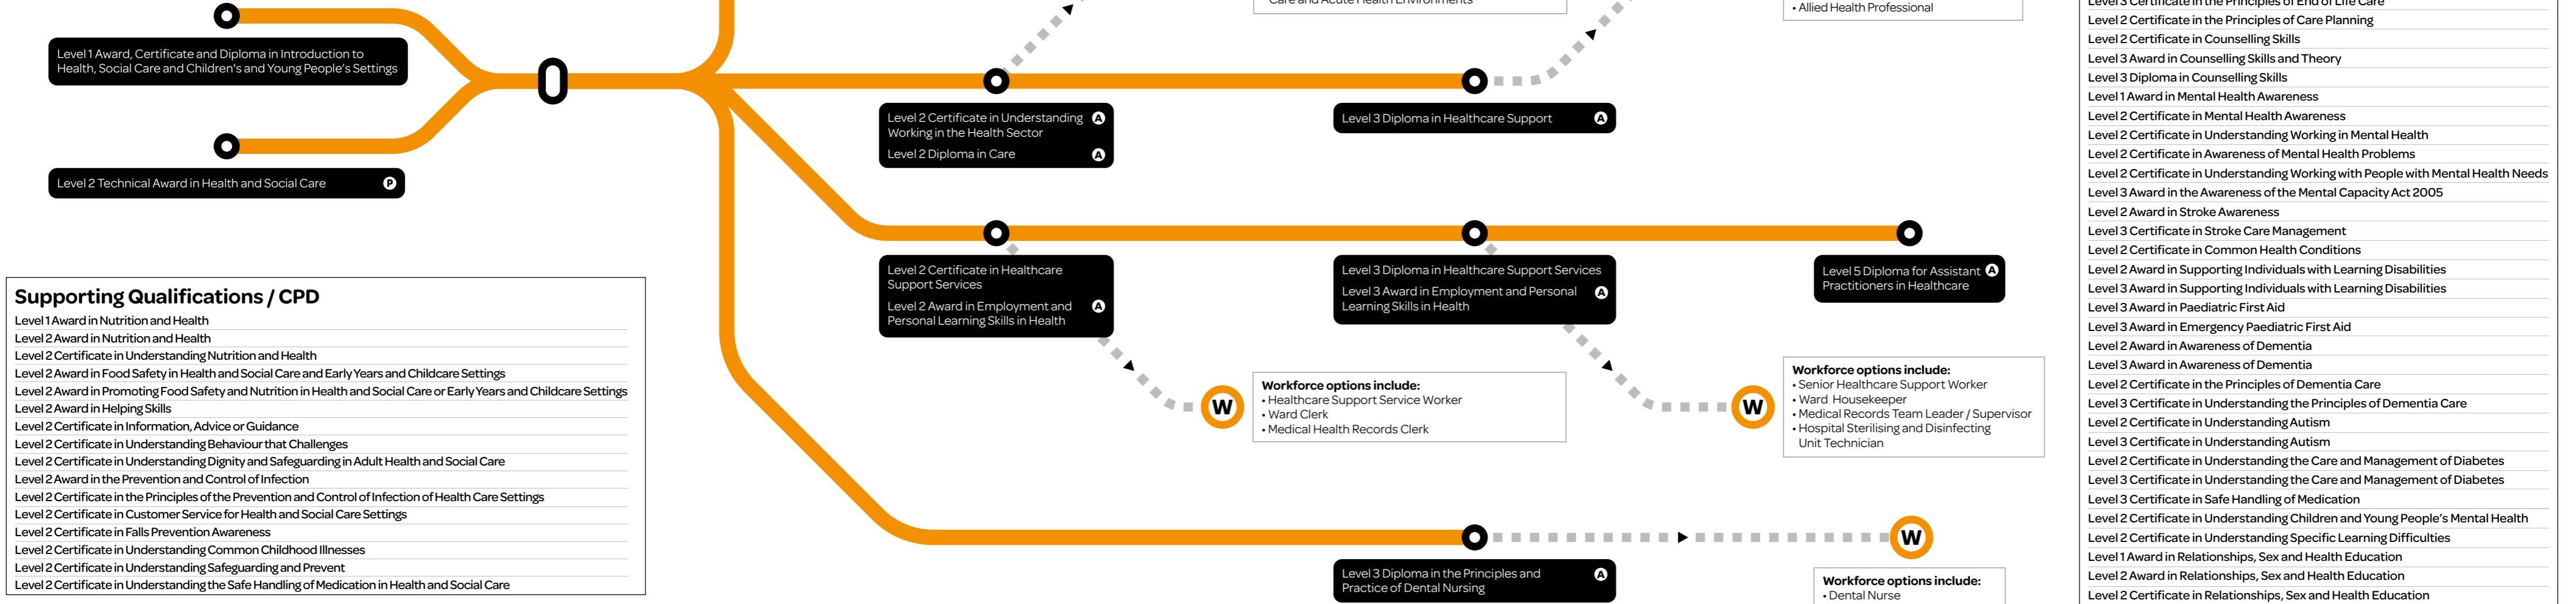 Level 1 Award, Certificate and Diploma in Introduction to
Health, Social Care and Children's and Young People's Settings
Level 2 Technical Award in Health and Social Care P
Supporting Qualifications / CPD
Level 1 Award in Nutrition and Health
Level 2 Award in Nutrition and Health
Level 2 Certificate in Understanding Nutrition and Health
Level 2 Award in Food Safety in Health and Social Care and Early Years and Childcare Settings
Level 2 Award in Promoting Food Safety and Nutrition in Health and Social Care or Early Years and Childcare Settings
Level 2 Award in Helping Skills
Level 2 Certificate in Information, Advice or Guidance
Level 2 Certificate in Understanding Behaviour that Challenges
Level 2 Certificate in Understanding Dignity and Safeguarding in Adult Health and Social Care
Level 2 Award in the Prevention and Control of Infection
Level 2 Certificate in the Principles of the Prevention and Control of Infection of Health Care Settings
Level 2 Certificate in Customer Service for Health and Social Care Settings
Level 2 Certificate in Falls Prevention Awareness
Level 2 Certificate in Understanding Common Childhood Illnesses
Level 2 Certificate in Understanding Safeguarding and Prevent
Level 2 Certificate in Understanding the Safe Handling of Medication in Health and Social Care
Care and Acute Health Environments
• Allied Health Professional
Level 2 Certificate in Understanding A
Working in the Health Sector
Level 2 Diploma in Care A
Level 3 Diploma in Healthcare Support A
Level 2 Certificate in Healthcare
Support Services
Level 2 Award in Employment and A
Personal Learning Skills in Health
Level 3 Diploma in Healthcare Support Services
Level 3 Award in Employment and Personal A
Learning Skills in Health
Level 5 Diploma for Assistant A
Practitioners in Healthcare
W
Workforce options include:
• Healthcare Support Service Worker
• Ward Clerk
• Medical Health Records Clerk
W
Workforce options include:
• Senior Healthcare Support Worker
• Ward Housekeeper
• Medical Records Team Leader / Supervisor
• Hospital Sterilising and Disinfecting
Unit Technician
Level 3 Diploma in the Principles and A
Practice of Dental Nursing
W
Workforce options include:
• Dental Nurse
Level 3 Certificate in the Principles of End of Life Care
Level 2 Certificate in the Principles of Care Planning
Level 2 Certificate in Counselling Skills
Level 3 Award in Counselling Skills and Theory
Level 3 Diploma in Counselling Skills
Level 1 Award in Mental Health Awareness
Level 2 Certificate in Mental Health Awareness
Level 2 Certificate in Understanding Working in Mental Health
Level 2 Certificate in Awareness of Mental Health Problems
Level 2 Certificate in Understanding Working with People with Mental Health Needs
Level 3 Award in the Awareness of the Mental Capacity Act 2005
Level 2 Award in Stroke Awareness
Level 3 Certificate in Stroke Care Management
Level 2 Certificate in Common Health Conditions
Level 2 Award in Supporting Individuals with Learning Disabilities
Level 3 Award in Supporting Individuals with Learning Disabilities
Level 3 Award in Paediatric First Aid
Level 3 Award in Emergency Paediatric First Aid
Level 2 Award in Awareness of Dementia
Level 3 Award in Awareness of Dementia
Level 2 Certificate in the Principles of Dementia Care
Level 3 Certificate in Understanding the Principles of Dementia Care
Level 2 Certificate in Understanding Autism
Level 3 Certificate in Understanding Autism
Level 2 Certificate in Understanding the Care and Management of Diabetes
Level 3 Certificate in Understanding the Care and Management of Diabetes
Level 3 Certificate in Safe Handling of Medication
Level 2 Certificate in Understanding Children and Young People's Mental Health
Level 2 Certificate in Understanding Specific Learning Difficulties
Level 1 Award in Relationships, Sex and Health Education
Level 2 Award in Relationships, Sex and Health Education
Level 2 Certificate in Relationships, Sex and Health Education